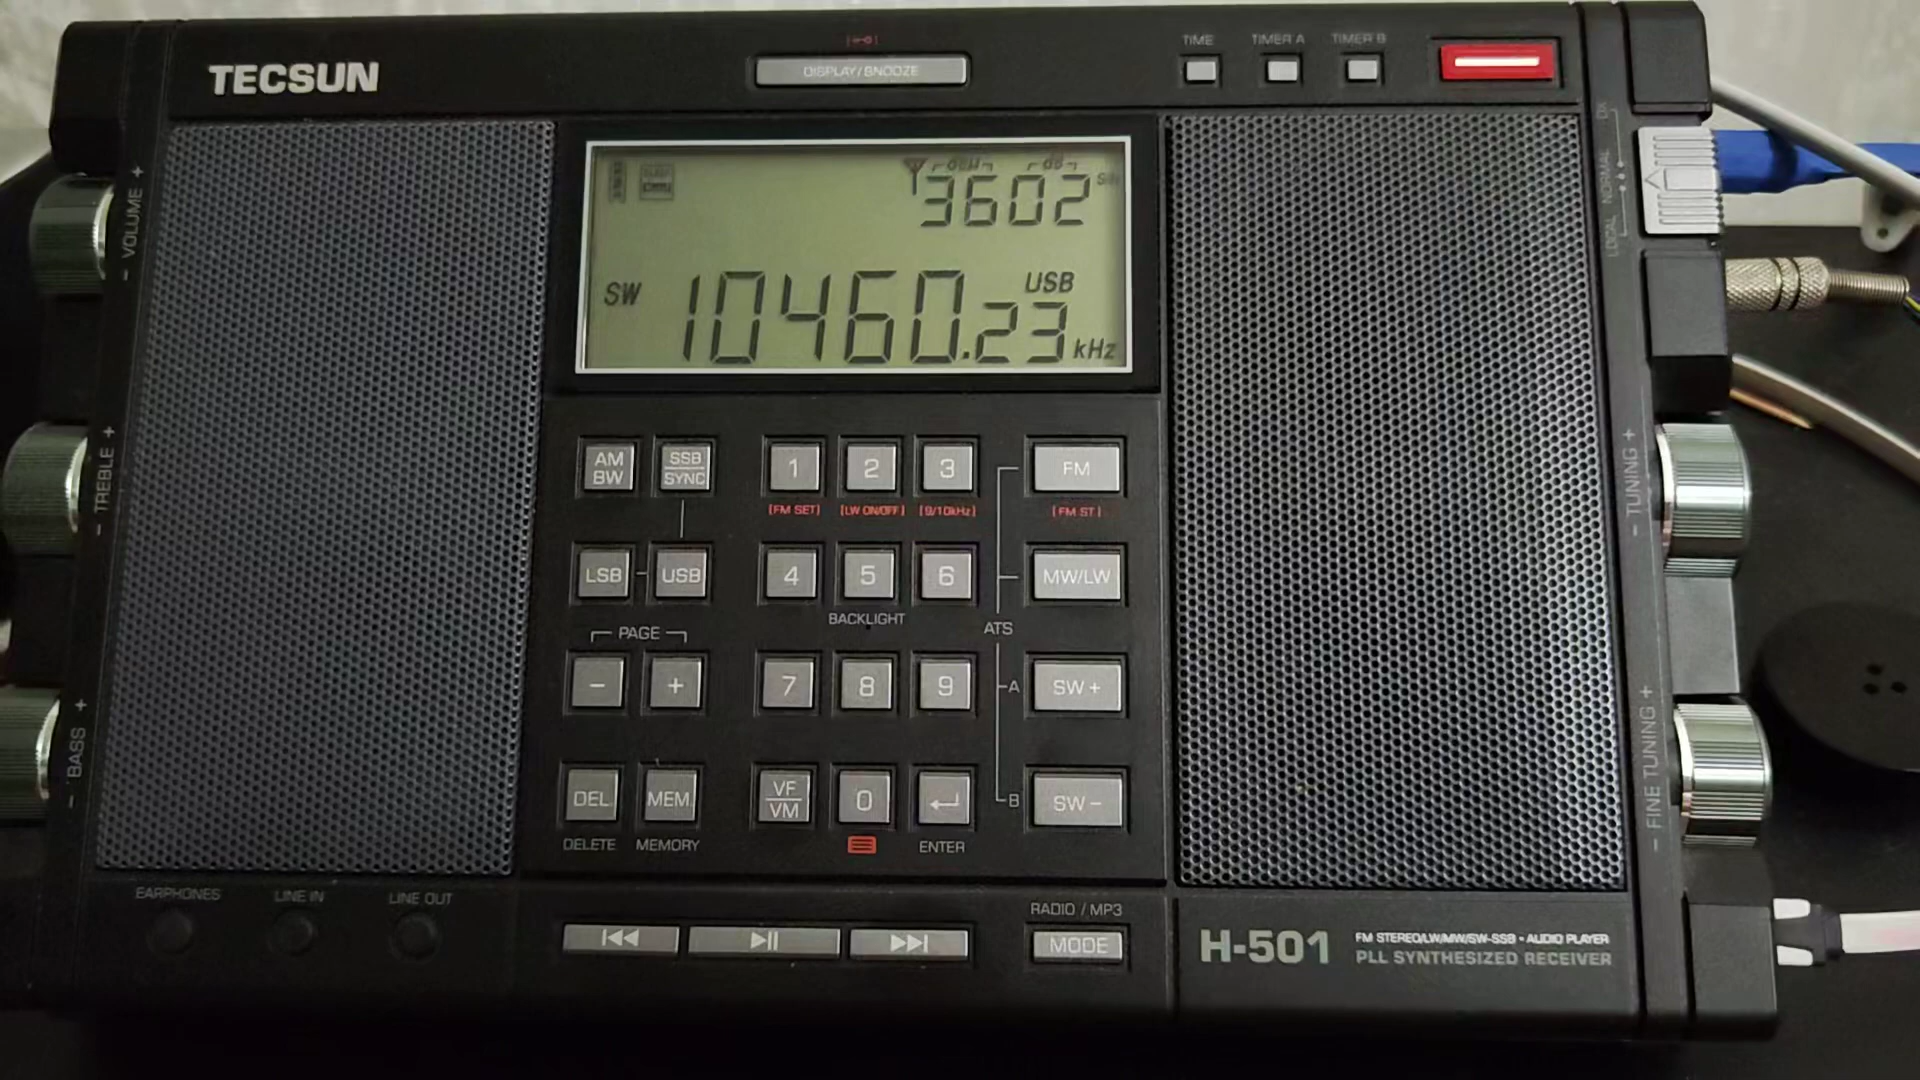 TECSUN
DISPLAY/SNOOZE
TIME
TIMER A
TIMER B
- VOLUME +
- TREBLE +
- BASS +
dBµ
dB
3602
SW
SW
10460.23
USB
kHz
LOCAL NORMAL DX
- TUNING +
- FINE TUNING +
AM
BW
SSB
SYNC
1
2
3
FM
[FM SET]
[LW ON/OFF]
[9/10kHz]
[FM ST]
LSB
USB
4
5
6
MW/LW
BACKLIGHT
ATS
PAGE
-
+
7
8
9
A
SW +
DEL
MEM
VF
VM
0
B
SW -
DELETE
MEMORY
ENTER
EARPHONES
LINE IN
LINE OUT
RADIO / MP3
MODE
H-501
FM STEREO/LW/MW/SW-SSB • AUDIO PLAYER
PLL SYNTHESIZED RECEIVER